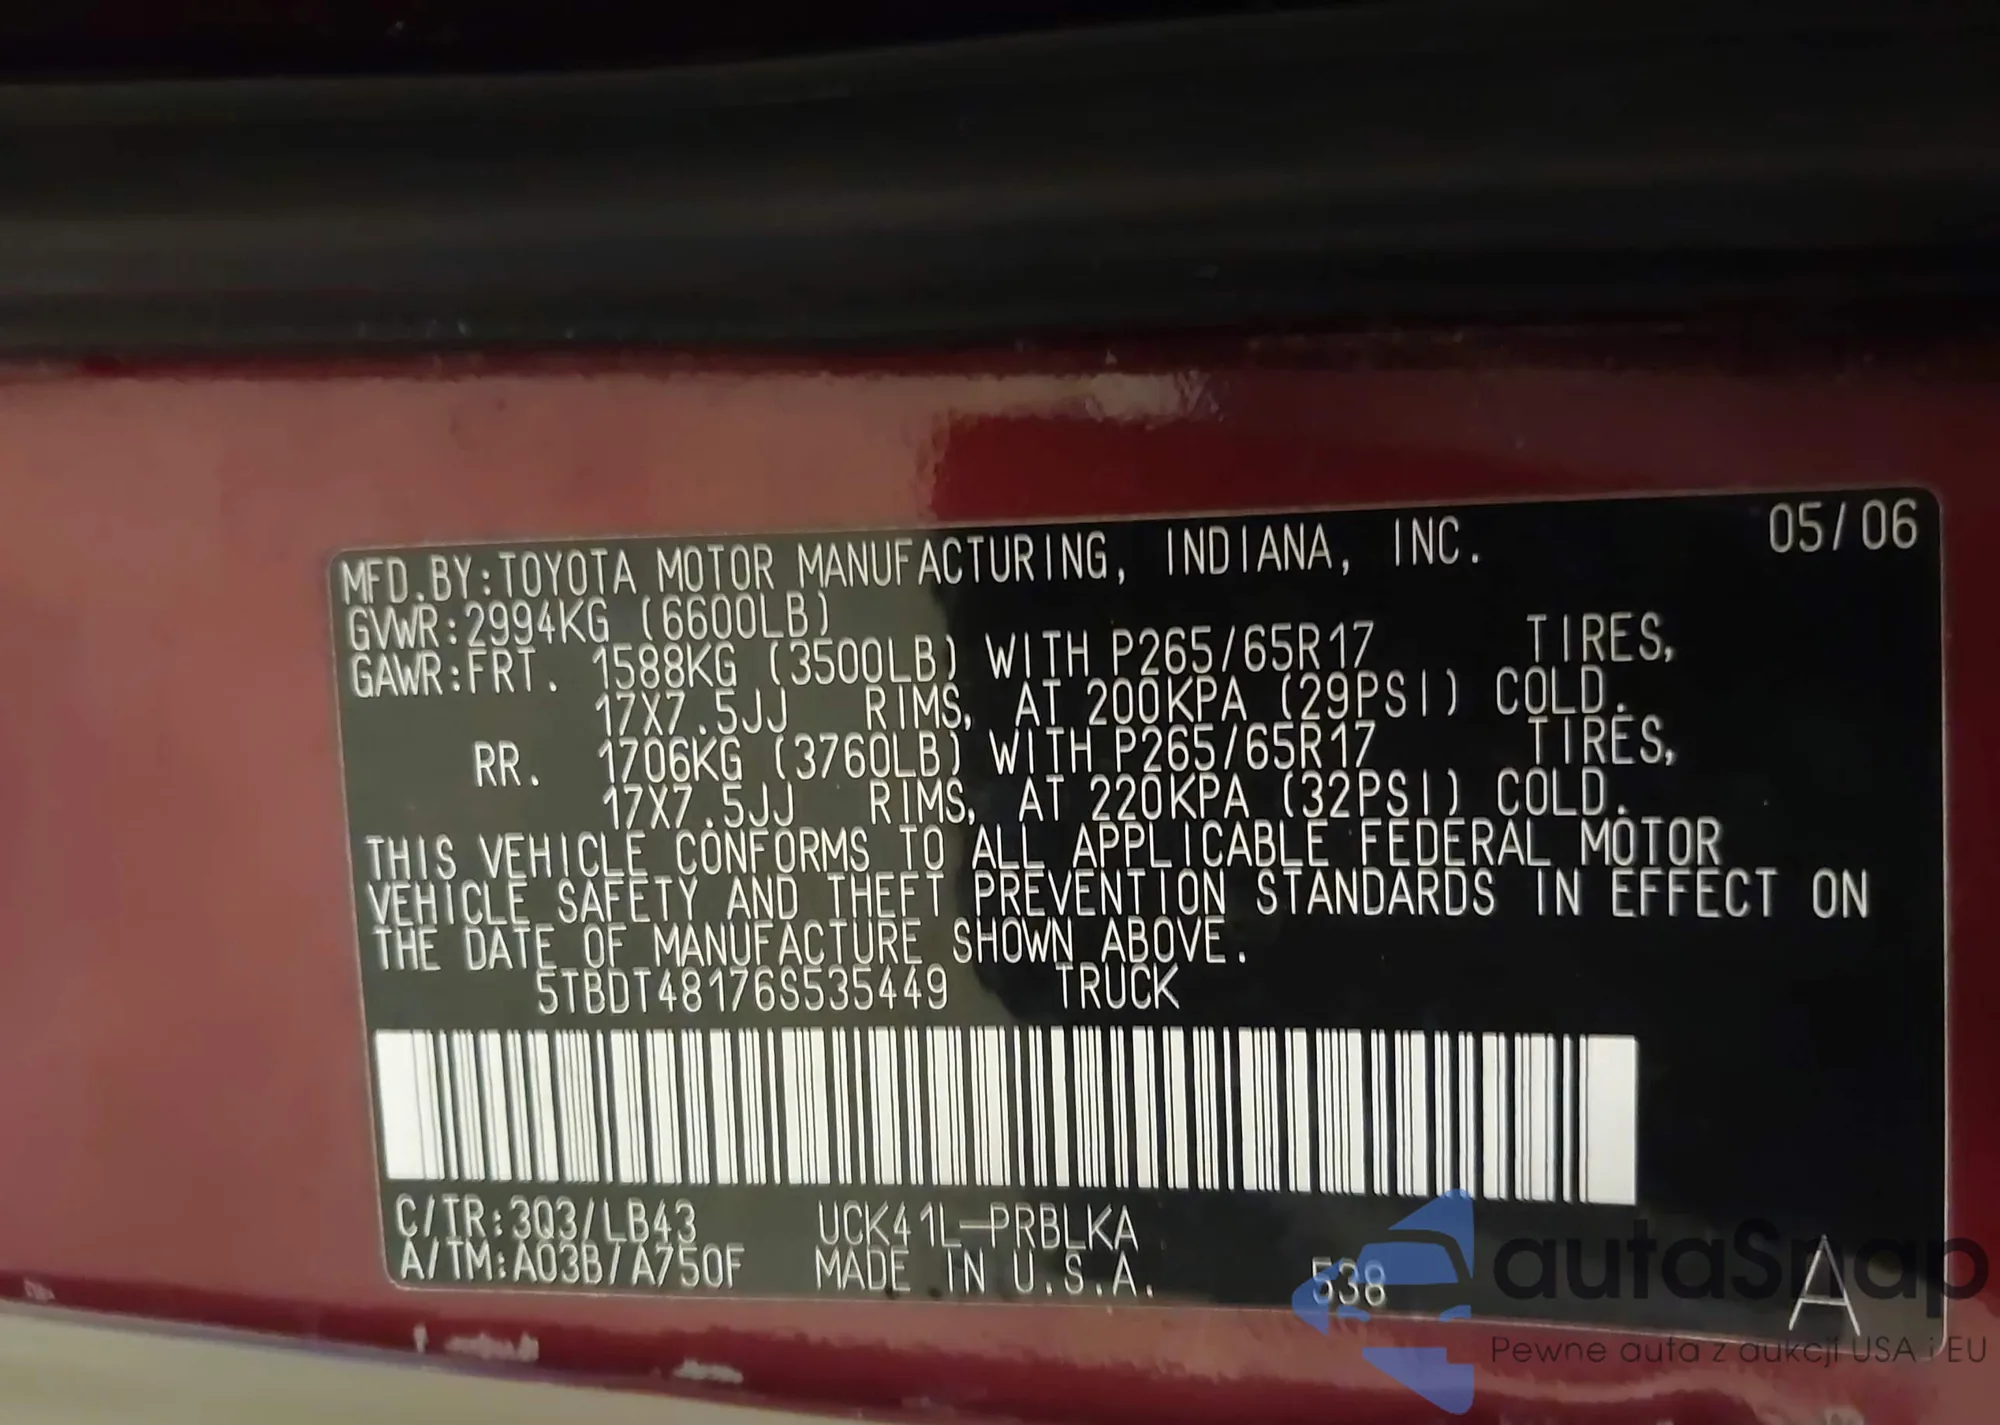 MFD.BY:TOYOTA MOTOR MANUFACTURING, INDIANA, INC. 05/06
GVWR:2994KG (6600LB)
GAWR:FRT. 1588KG (3500LB) WITH P265/65R17 TIRES,
17X7.5JJ RIMS, AT 200KPA (29PSI) COLD.
RR. 1706KG (3760LB) WITH P265/65R17 TIRES,
17X7.5JJ RIMS, AT 220KPA (32PSI) COLD.
THIS VEHICLE CONFORMS TO ALL APPLICABLE FEDERAL MOTOR
VEHICLE SAFETY AND THEFT PREVENTION STANDARDS IN EFFECT ON
THE DATE OF MANUFACTURE SHOWN ABOVE.
5TBDT48176S535449 TRUCK
C/TR:3Q3/LB43 UCK41L-PRBLKA
A/TM:A03B/A750F MADE IN U.S.A. 538 A
autaSnap
Pewne auta z aukcji USA i EU